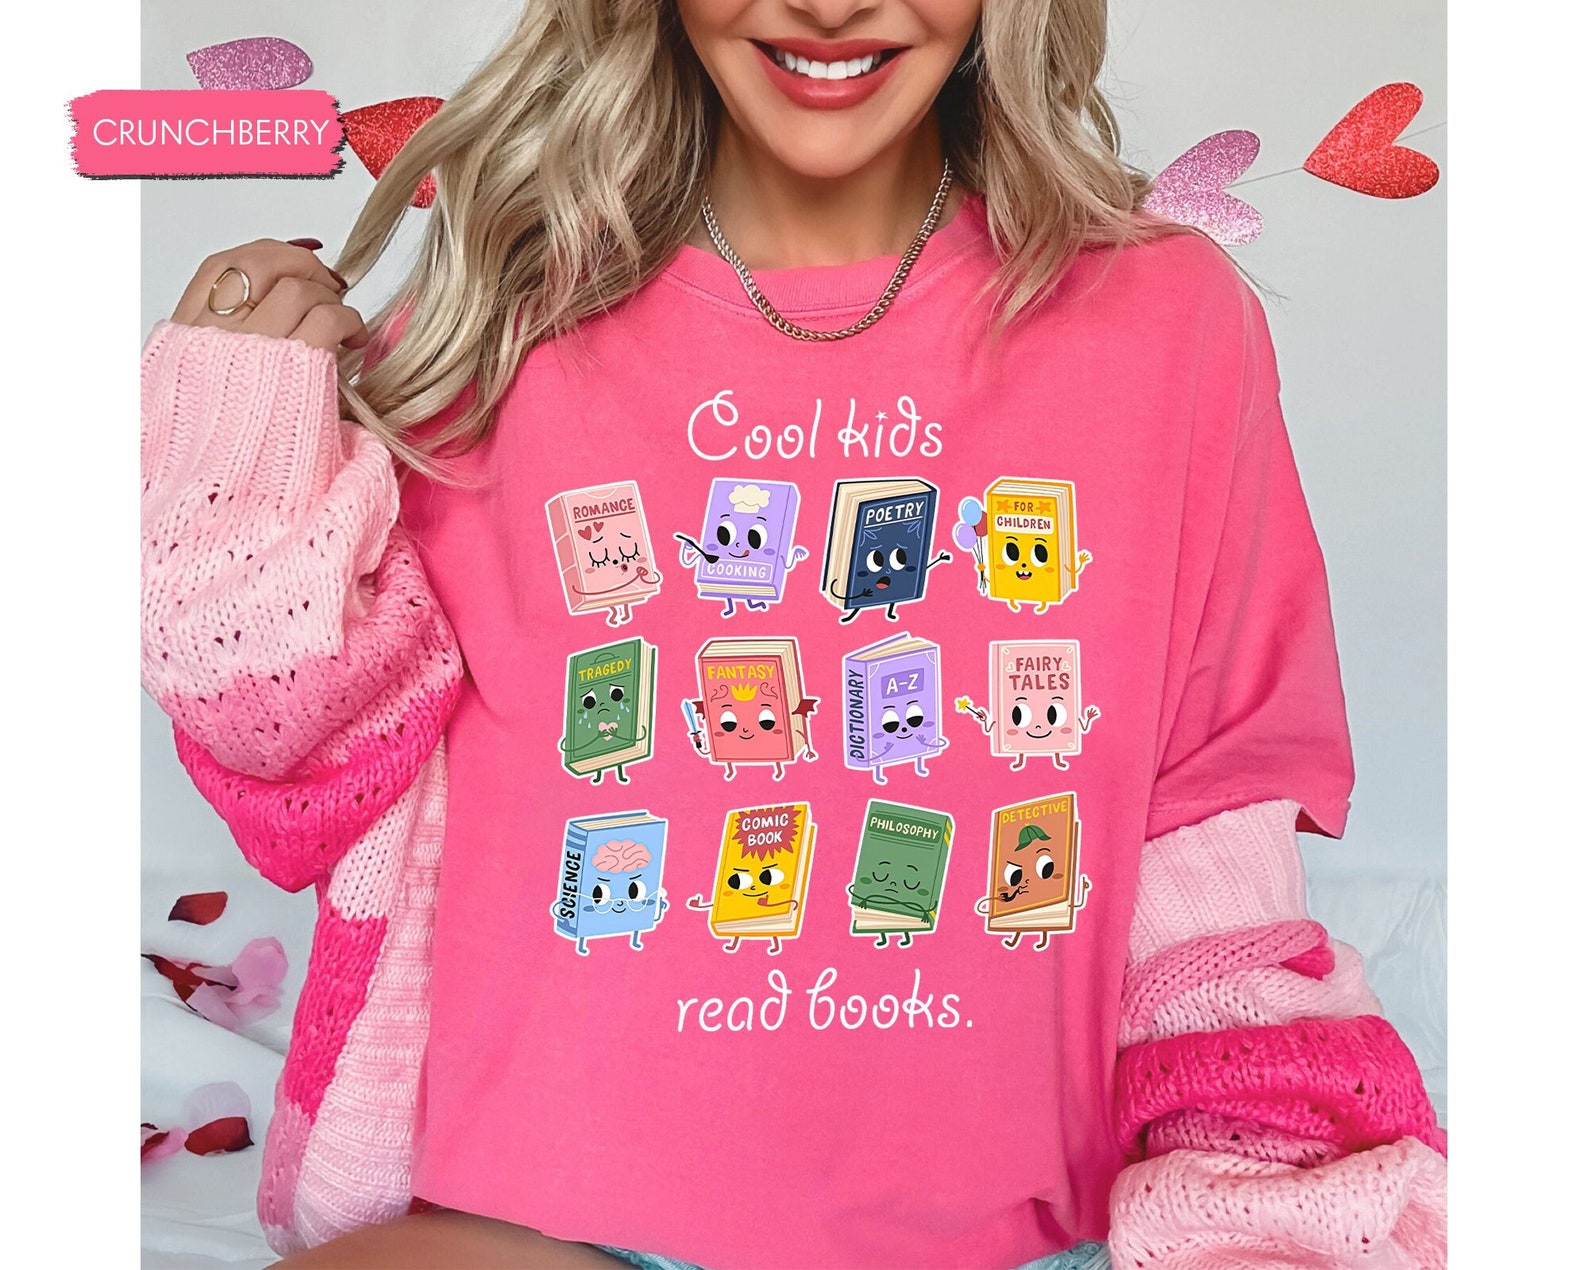 CRUNCHBERRY
Cool kids
ROMANCE
COOKING
POETRY
FOR
CHILDREN
TRAGEDY
FANTASY
DICTIONARY
A-Z
FAIRY
TALES
SCIENCE
COMIC
BOOK
PHILOSOPHY
DETECTIVE
read books.